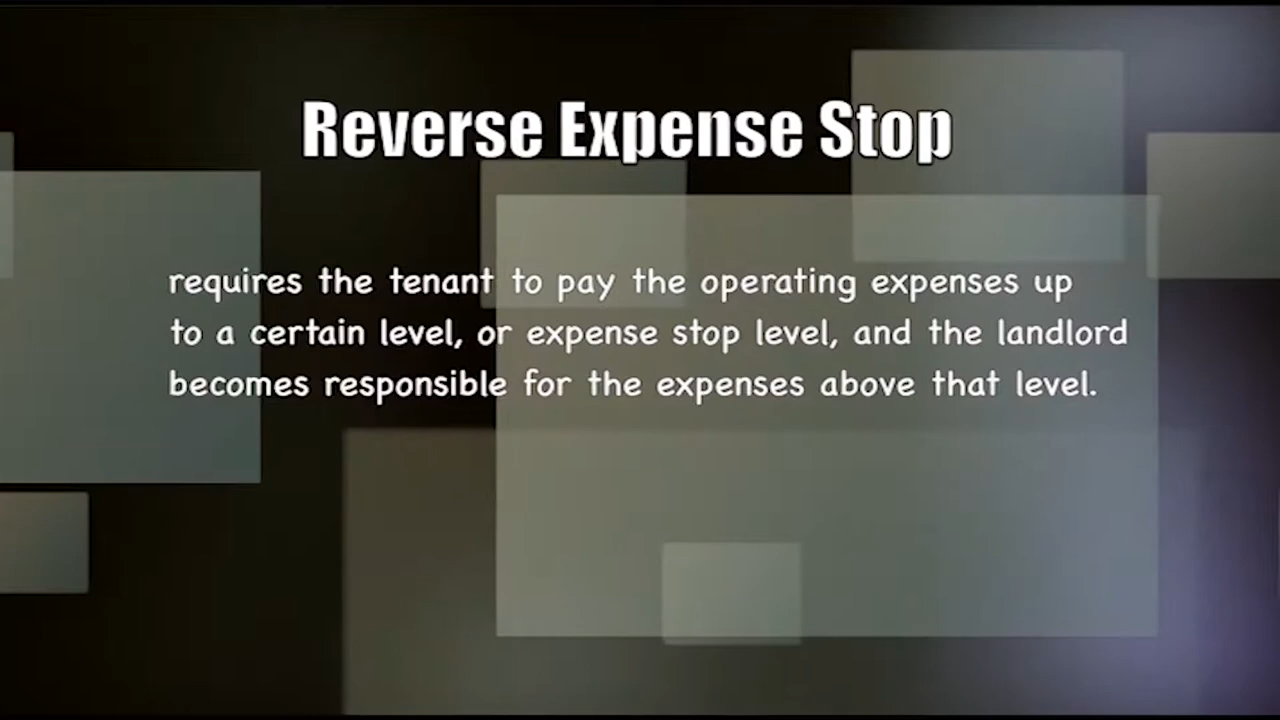 Reverse Expense Stop
requires the tenant to pay the operating expenses up
to a certain level, or expense stop level, and the landlord
becomes responsible for the expenses above that level.